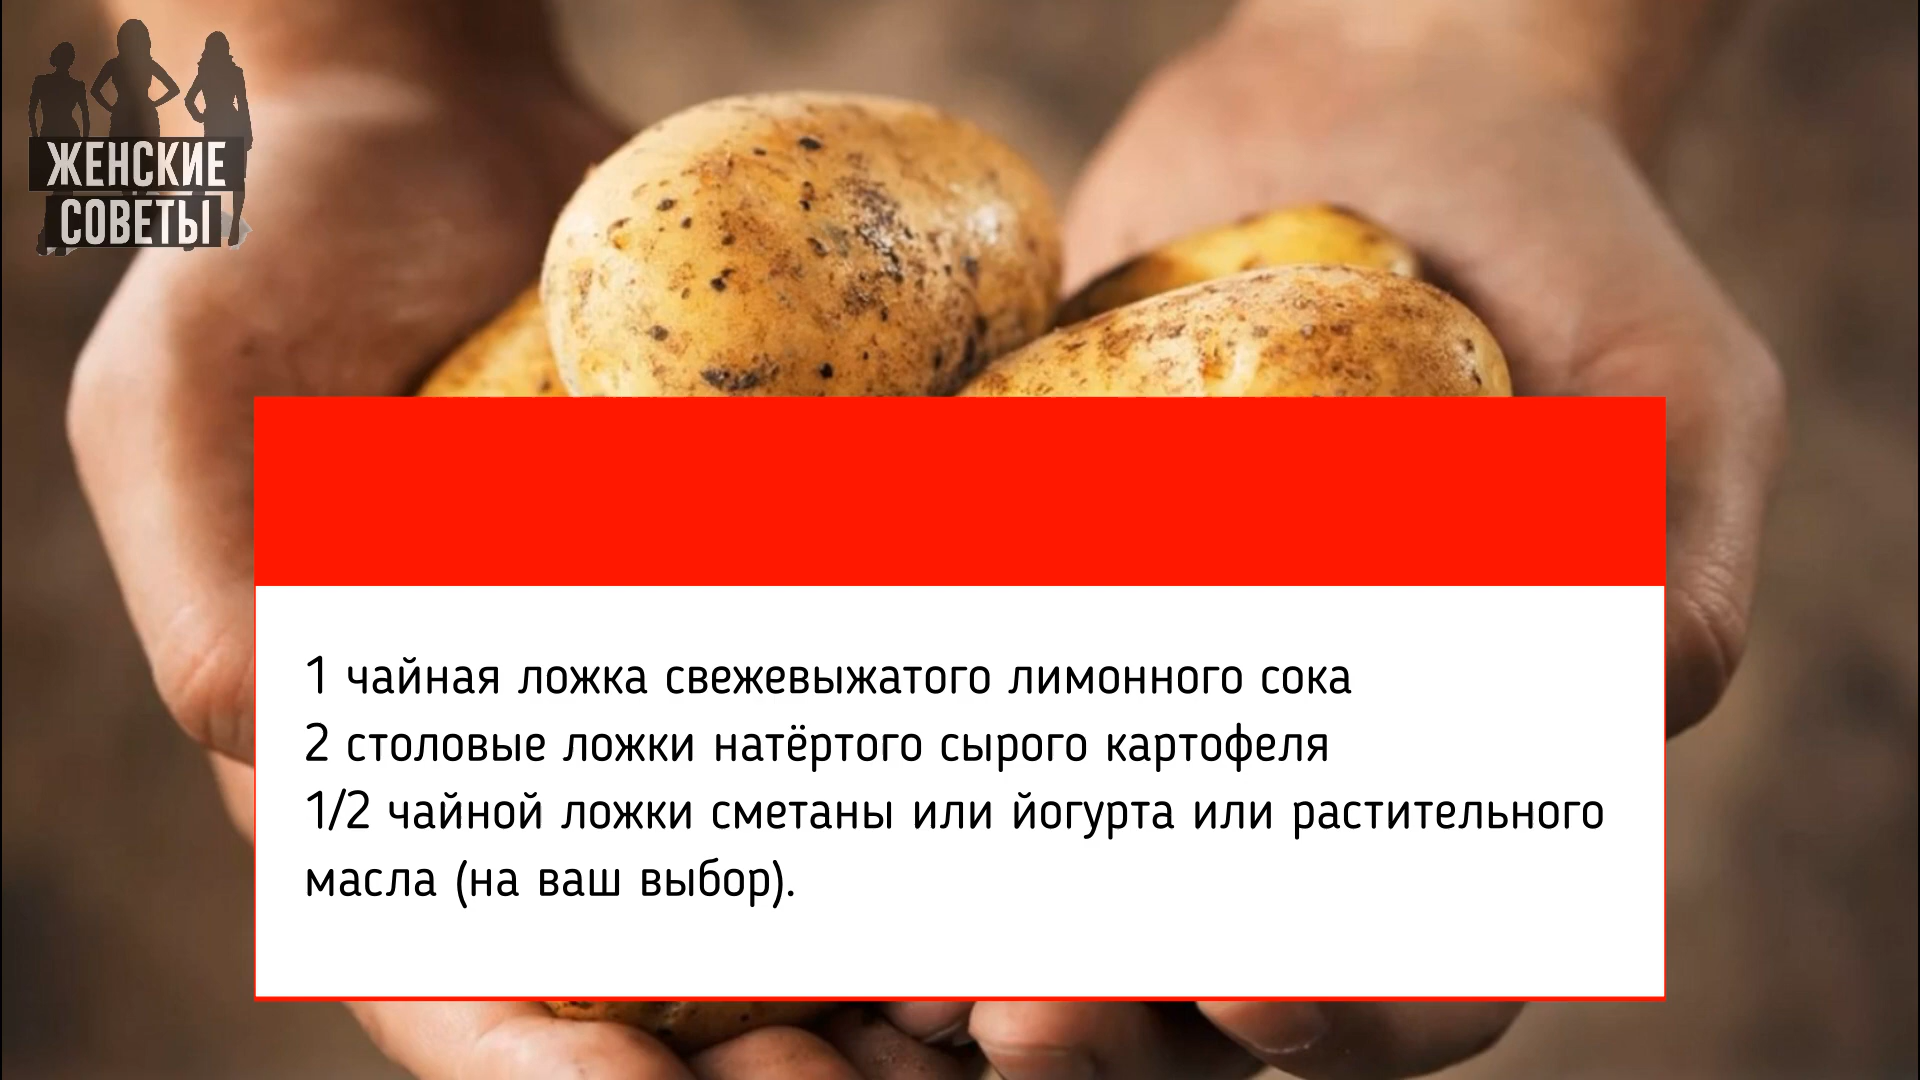 ЖЕНСКИЕ
СОВЕТЫ
1 чайная ложка свежевыжатого лимонного сока
2 столовые ложки натёртого сырого картофеля
1/2 чайной ложки сметаны или йогурта или растительного
масла (на ваш выбор).